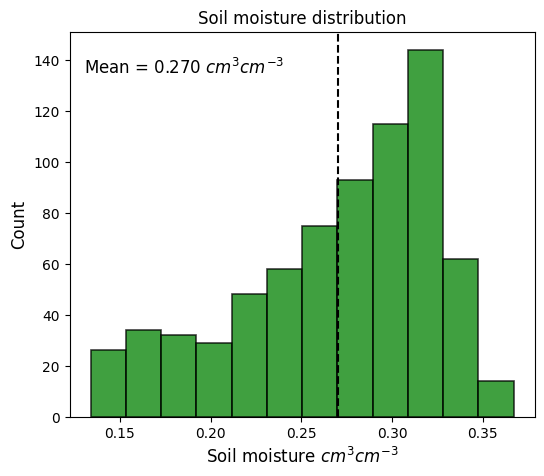 Soil moisture distribution
Mean = 0.270 cm³cm⁻³
140
120
100
80
60
40
20
0
Count
0.15 0.20 0.25 0.30 0.35
Soil moisture cm³cm⁻³